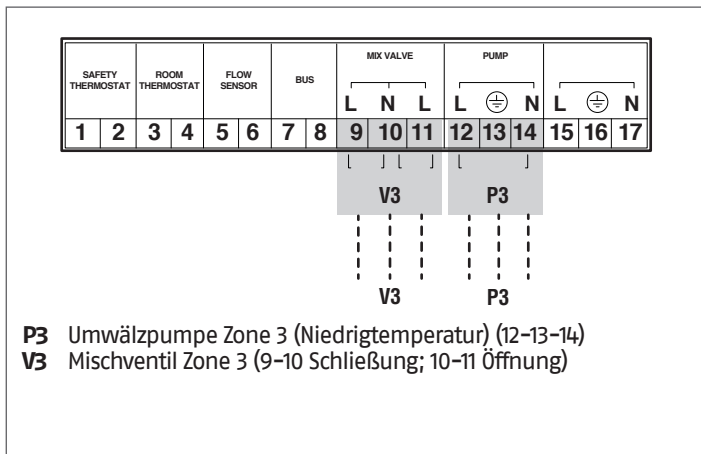 MIX VALVE PUMP
SAFETY THERMOSTAT ROOM THERMOSTAT FLOW SENSOR BUS
L N L L N L N
1 2 3 4 5 6 7 8 9 10 11 12 13 14 15 16 17
V3 P3
V3 P3
P3 Umwälzpumpe Zone 3 (Niedrigtemperatur) (12–13–14)
V3 Mischventil Zone 3 (9–10 Schließung; 10–11 Öffnung)